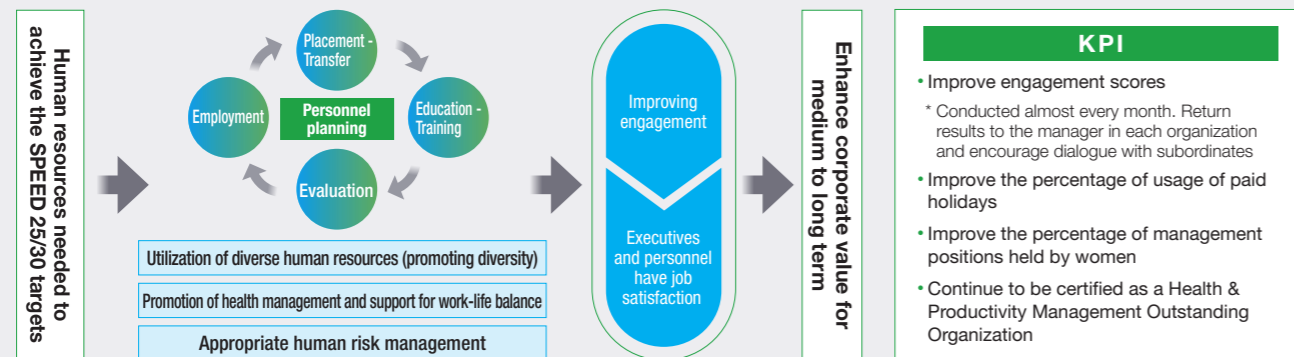 Human resources needed to
achieve the SPEED 25/30 targets
Placement -
Transfer
Employment
Personnel
planning
Education -
Training
Evaluation
Utilization of diverse human resources (promoting diversity)
Promotion of health management and support for work-life balance
Appropriate human risk management
Improving
engagement
Executives
and personnel
have job
satisfaction
Enhance corporate value for
medium to long term
KPI
• Improve engagement scores
* Conducted almost every month. Return
results to the manager in each organization
and encourage dialogue with subordinates
• Improve the percentage of usage of paid
holidays
• Improve the percentage of management
positions held by women
• Continue to be certified as a Health &
Productivity Management Outstanding
Organization